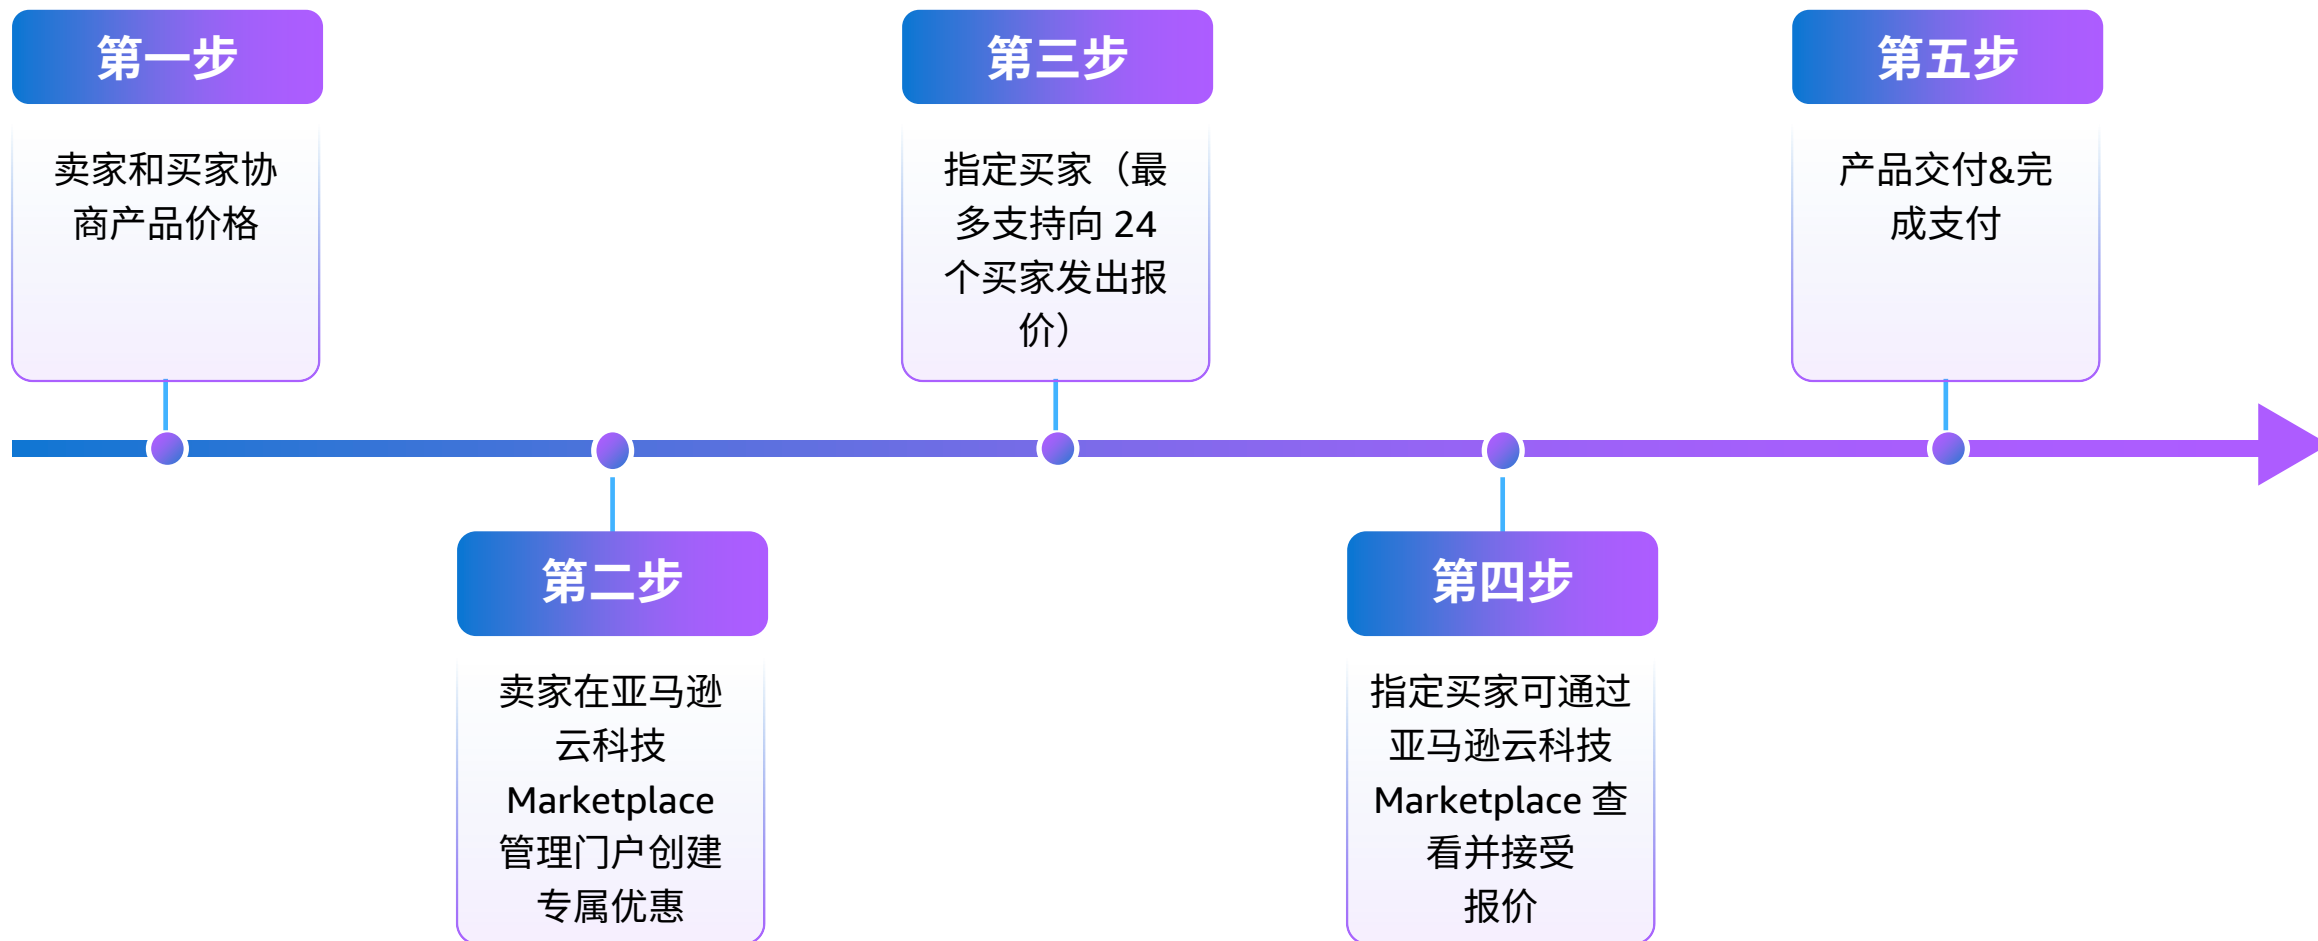 第一步
卖家和买家协
商产品价格
第二步
卖家在亚马逊
云科技
Marketplace
管理门户创建
专属优惠
第三步
指定买家（最
多支持向 24
个买家发出报
价）
第四步
指定买家可通过
亚马逊云科技
Marketplace 查
看并接受
报价
第五步
产品交付&完
成支付